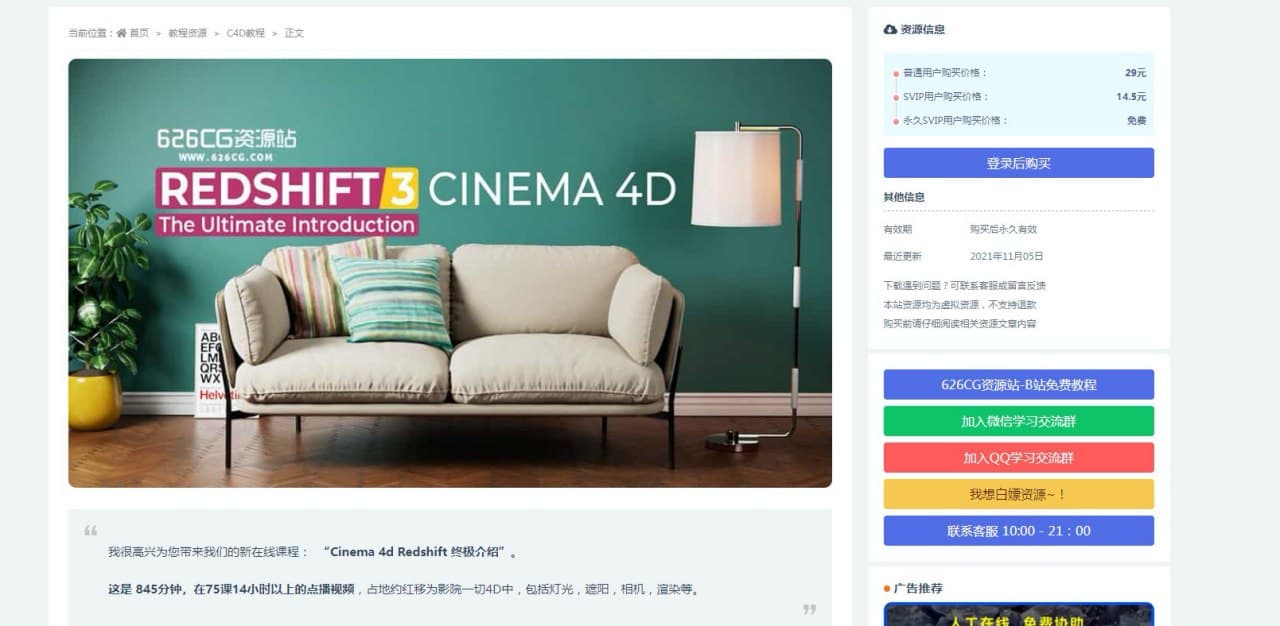 当前位置： 首页 > 教程资源 > C4D教程 > 正文
626CG资源站
WWW.626CG.COM
REDSHIFT 3 CINEMA 4D
The Ultimate Introduction
Helveti
我很高兴为您带来我们的新在线课程： “Cinema 4d Redshift 终极介绍”。
这是 845分钟，在75课14小时以上的点播视频，占地约红移为影院一切4D中，包括灯光，遮阳，相机，渲染等。
资源信息
普通用户购买价格： 29元
SVIP用户购买价格： 14.5元
永久SVIP用户购买价格： 免费
登录后购买
其他信息
有效期 购买后永久有效
最近更新 2021年11月05日
下载遇到问题？可联系客服或留言反馈
本站资源均为虚拟资源，不支持退款
购买前请仔细阅读相关资源文章内容
626CG资源站-B站免费教程
加入微信学习交流群
加入QQ学习交流群
我想白嫖资源~！
联系客服 10:00 - 21：00
广告推荐
人工在线 免费协助